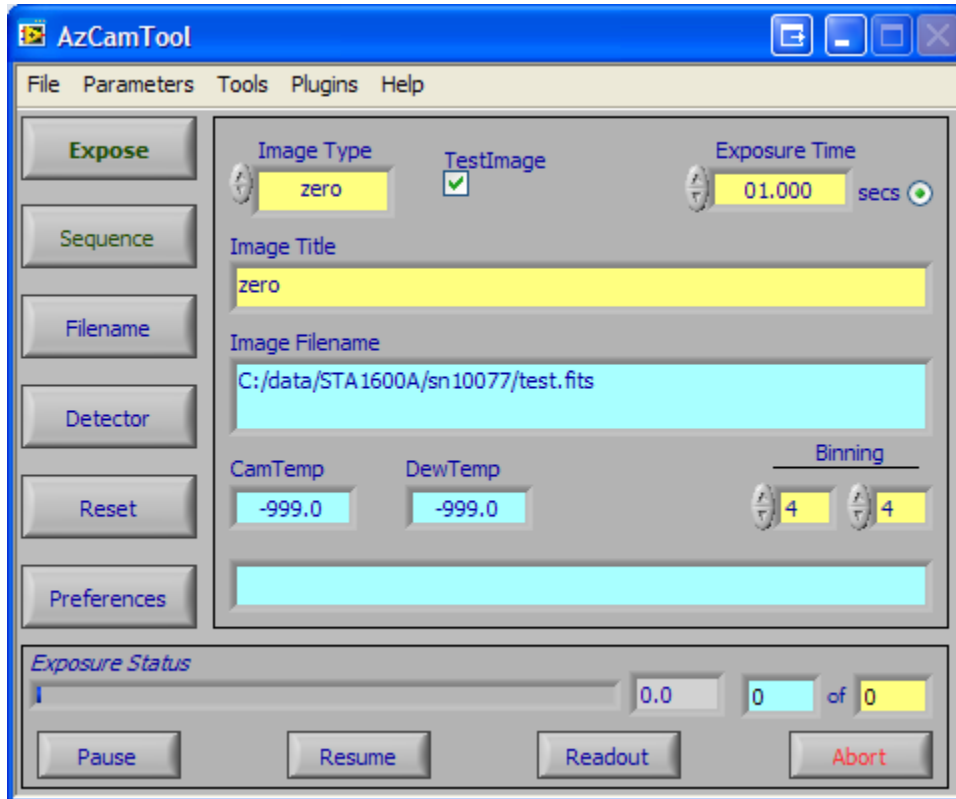 AzCamTool
File Parameters Tools Plugins Help
Expose
Image Type
TestImage
Exposure Time
zero
01.000
secs
Sequence
Image Title
zero
Filename
Image Filename
C:/data/STA1600A/sn10077/test.fits
Detector
CamTemp
DewTemp
Binning
Reset
-999.0
-999.0
4
4
Preferences
Exposure Status
0.0
0
of
0
Pause
Resume
Readout
Abort